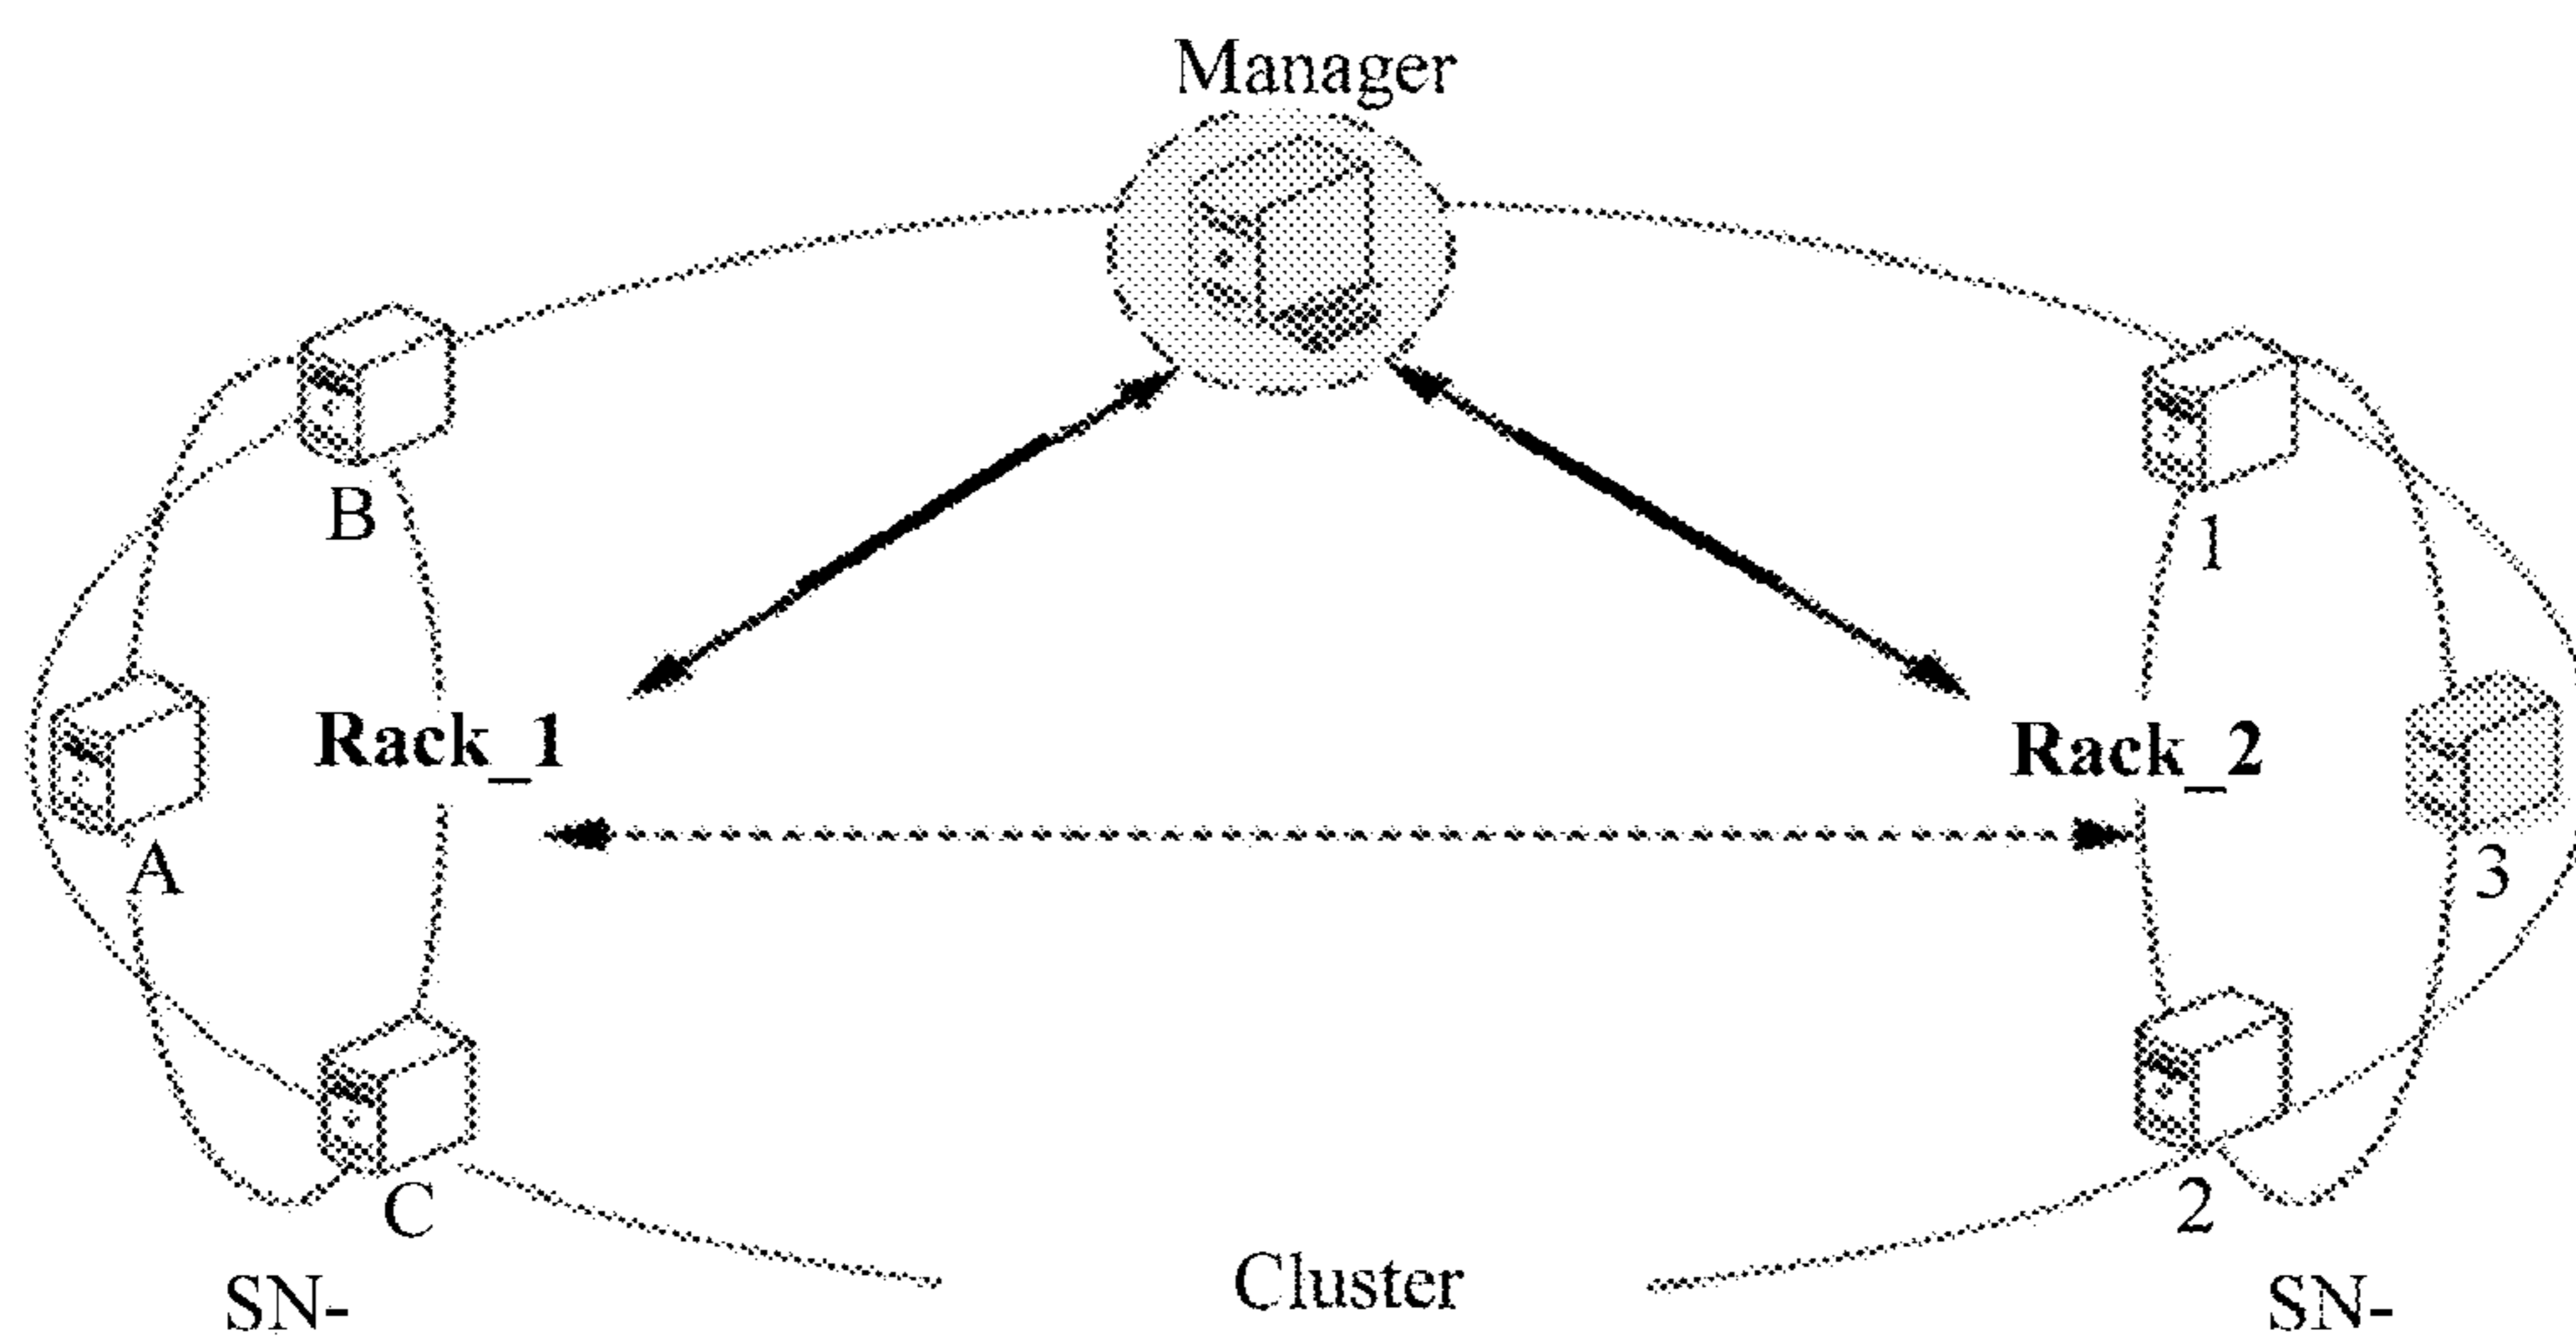 Manager
B
1
Rack_1
Rack_2
A
3
C
2
SN-
Cluster
SN-